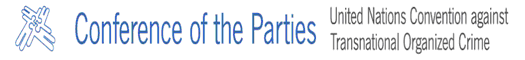 Conference of the Parties
United Nations Convention against
Transnational Organized Crime